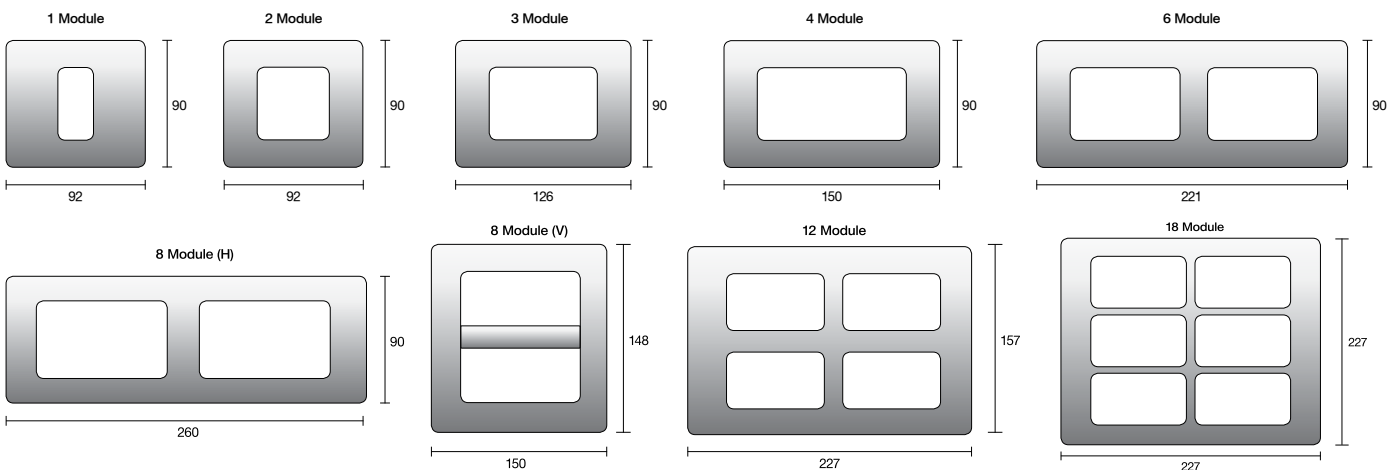 1 Module
2 Module
3 Module
4 Module
6 Module
90
90
90
90
90
92
92
126
150
221
8 Module (H)
8 Module (V)
12 Module
18 Module
90
148
157
227
260
150
227
227